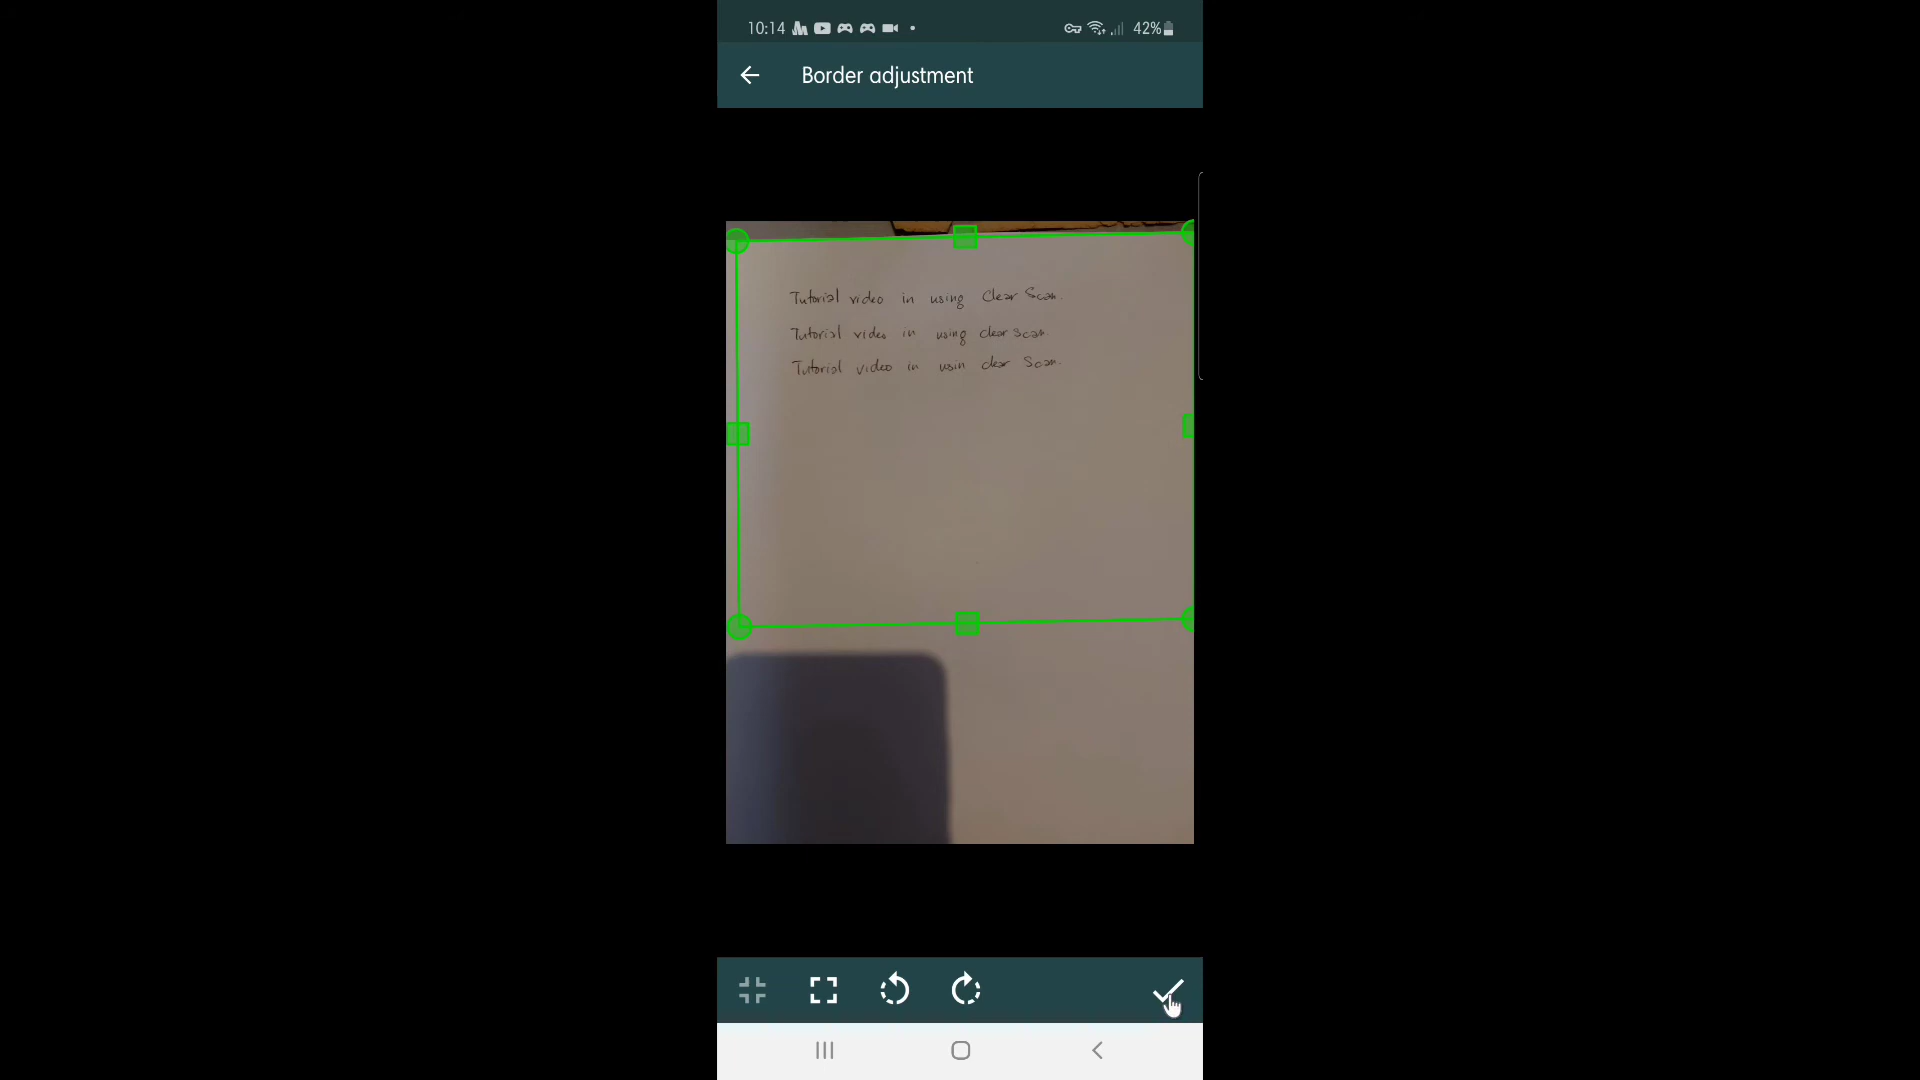 10:14 42%
Border adjustment
Tutorial video in using Clear Scan.
Tutorial video in using clear scan
Tutorial video in usin clear Scan.